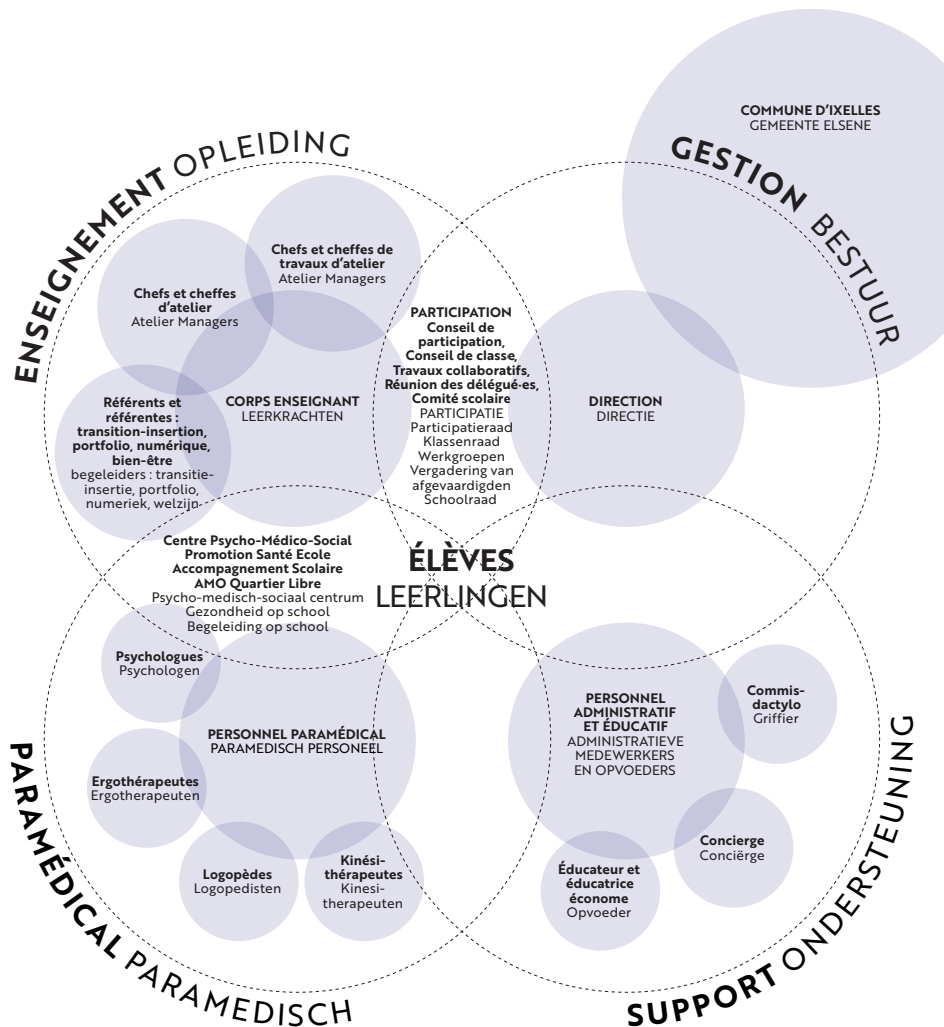 COMMUNE D'IXELLES
GEMEENTE ELSENE
ENSEIGNEMENT OPLEIDING
GESTION BESTUUR
Chefs et cheffes de
travaux d'atelier
Atelier Managers
Chefs et cheffes
d'atelier
Atelier Managers
Référents et
référentes :
transition-insertion,
portfolio, numérique,
bien-être
begeleiders : transitie-
insertie, portfolio,
numeriek, welzijn
CORPS ENSEIGNANT
LEERKRACHTEN
PARTICIPATION
Conseil de
participation,
Conseil de classe,
Travaux collaboratifs,
Réunion des délégué·es,
Comité scolaire
PARTICIPATIE
Participatieraad
Klassenraad
Werkgroepen
Vergadering van
afgevaardigden
Schoolraad
DIRECTION
DIRECTIE
Centre Psycho-Médico-Social
Promotion Santé Ecole
Accompagnement Scolaire
AMO Quartier Libre
Psycho-medisch-sociaal centrum
Gezondheid op school
Begeleiding op school
ÉLÈVES
LEERLINGEN
Psychologues
Psychologen
PERSONNEL PARAMÉDICAL
PARAMEDISCH PERSONEEL
Ergothérapeutes
Ergotherapeuten
Logopèdes
Logopedisten
Kinési-
thérapeutes
Kinesi-
therapeuten
PERSONNEL
ADMINISTRATIF
ET ÉDUCATIF
ADMINISTRATIEVE
MEDEWERKERS
EN OPVOEDERS
Commis-
dactylo
Griffier
Concierge
Conciërge
Éducateur et
éducatrice
économe
Opvoeder
PARAMÉDICAL PARAMEDISCH
SUPPORT ONDERSTEUNING